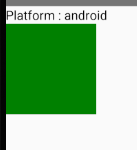 Platform : android